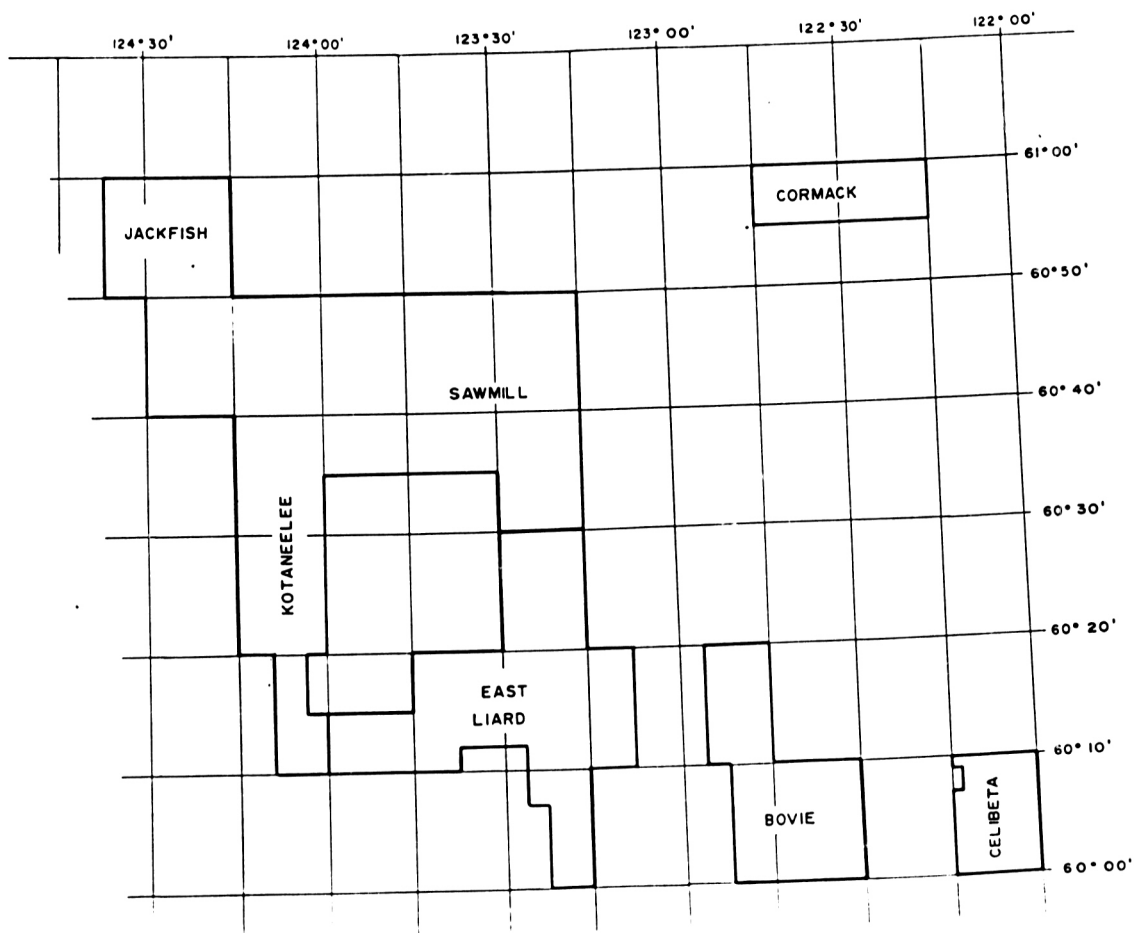 124°30'
124°00'
123°30'
123°00'
122°30'
122°00'
61°00'
CORMACK
JACKFISH
60°50'
SAWMILL
60°40'
KOTANEELEE
60°30'
60°20'
EAST
LIARD
60°10'
BOVIE
CELIBETA
60°00'